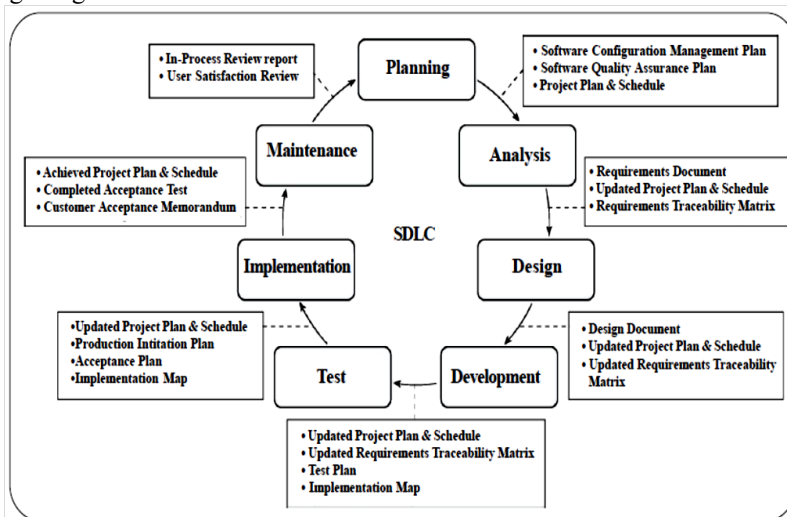 • In-Process Review report
• User Satisfaction Review
Planning
• Software Configuration Management Plan
• Software Quality Assurance Plan
• Project Plan & Schedule
Maintenance
Analysis
• Achieved Project Plan & Schedule
• Completed Acceptance Test
• Customer Acceptance Memorandum
• Requirements Document
• Updated Project Plan & Schedule
• Requirements Traceability Matrix
SDLC
Implementation
Design
• Updated Project Plan & Schedule
• Production Intitation Plan
• Acceptance Plan
• Implementation Map
• Design Document
• Updated Project Plan & Schedule
• Updated Requirements Traceability
Matrix
Test
Development
• Updated Project Plan & Schedule
• Updated Requirements Traceability Matrix
• Test Plan
• Implementation Map